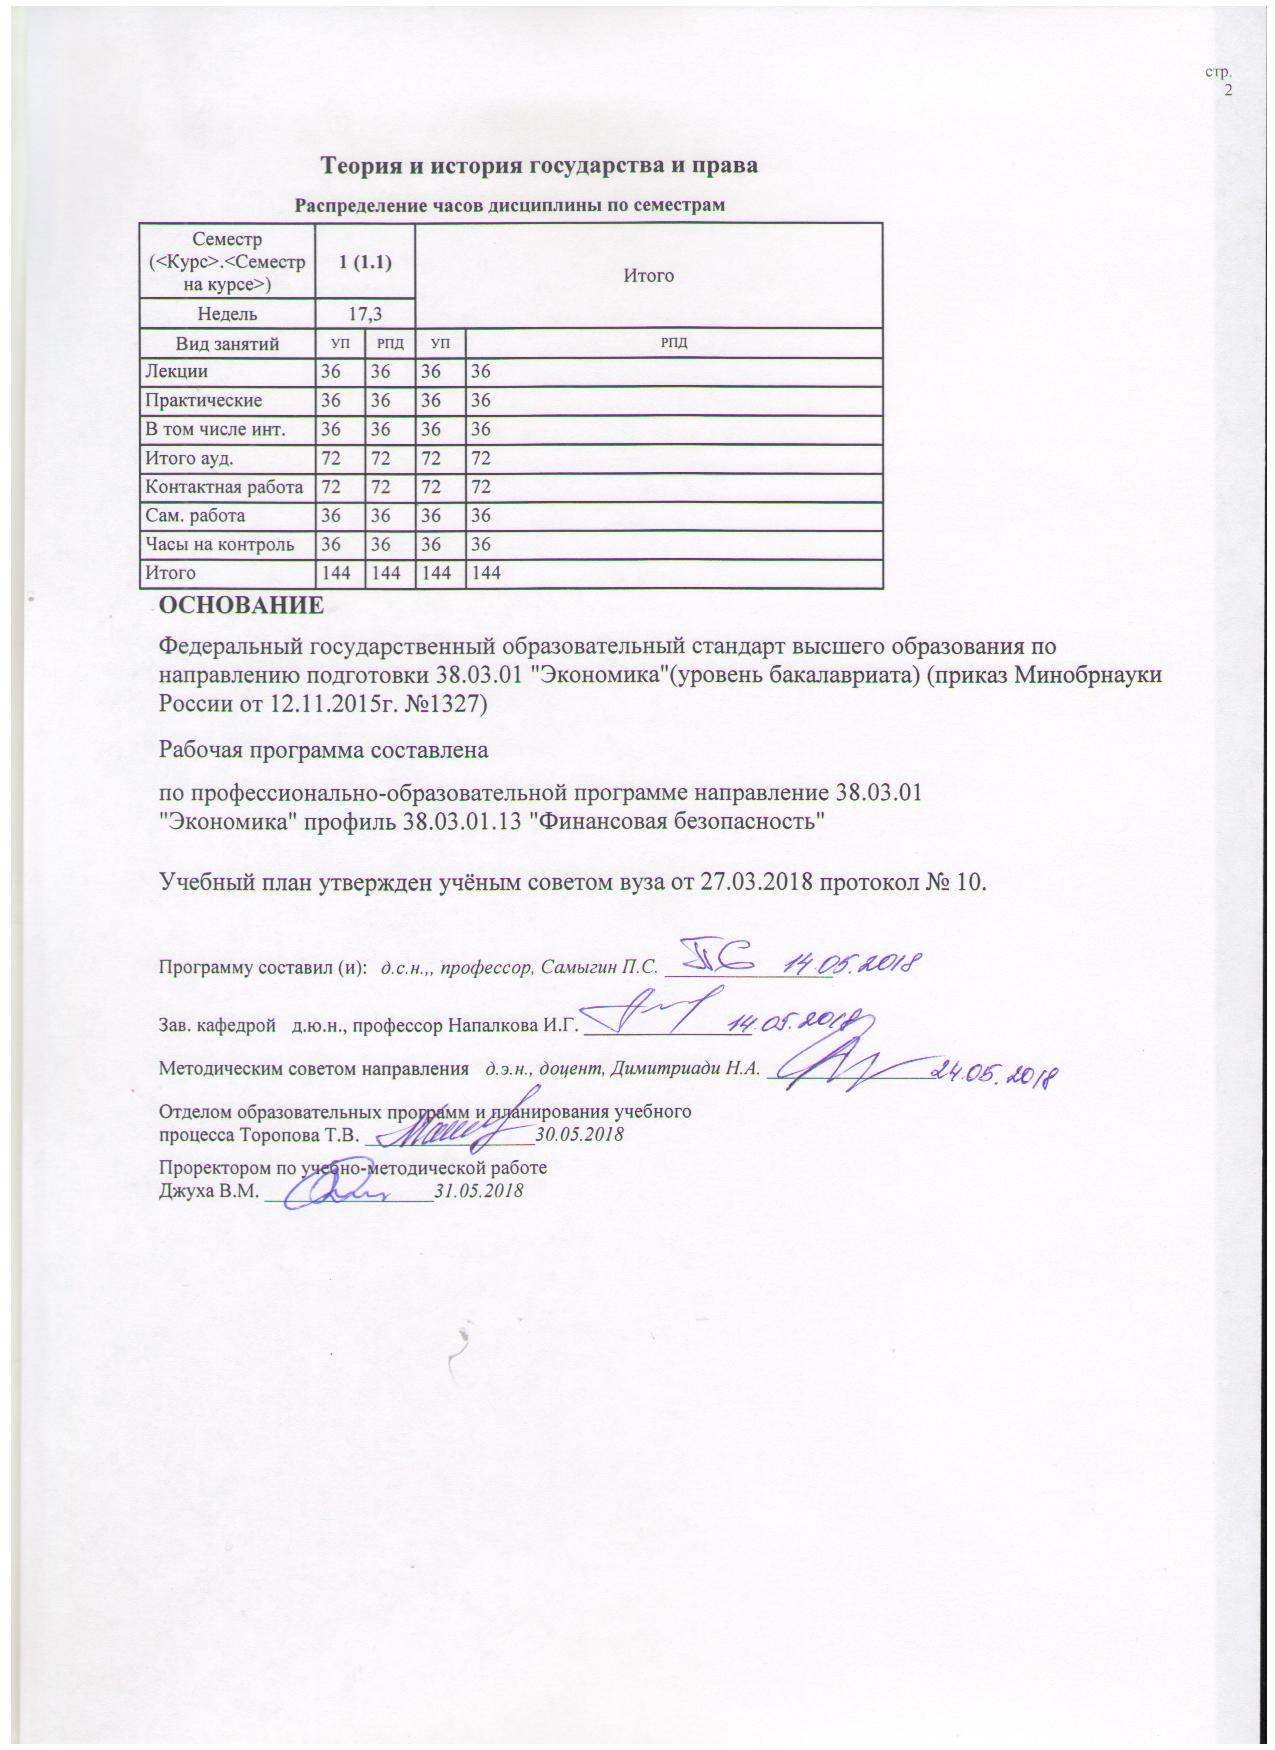 стр.
2
Теория и история государства и права
Распределение часов дисциплины по семестрам
Семестр
(<Курс>.<Семестр
на курсе>)
1 (1.1)
Итого
Недель 17,3
Вид занятий УП РПД УП РПД
Лекции 36 36 36 36
Практические 36 36 36 36
В том числе инт. 36 36 36 36
Итого ауд. 72 72 72 72
Контактная работа 72 72 72 72
Сам. работа 36 36 36 36
Часы на контроль 36 36 36 36
Итого 144 144 144 144
ОСНОВАНИЕ
Федеральный государственный образовательный стандарт высшего образования по
направлению подготовки 38.03.01 "Экономика"(уровень бакалавриата) (приказ Минобрнауки
России от 12.11.2015г. №1327)
Рабочая программа составлена
по профессионально-образовательной программе направление 38.03.01
"Экономика" профиль 38.03.01.13 "Финансовая безопасность"
Учебный план утвержден учёным советом вуза от 27.03.2018 протокол № 10.
Программу составил (и): д.с.н.,, профессор, Самыгин П.С. 14.05.2018
Зав. кафедрой д.ю.н., профессор Напалкова И.Г. 14.05.2018
Методическим советом направления д.э.н., доцент, Димитриади Н.А. 24.05.2018
Отделом образовательных программ и планирования учебного
процесса Торопова Т.В. 30.05.2018
Проректором по учебно-методической работе
Джуха В.М. 31.05.2018